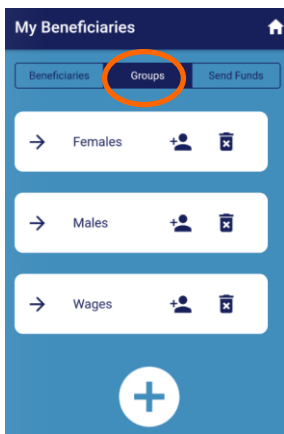 My Beneficiaries
Beneficiaries Groups Send Funds
Females
Males
Wages